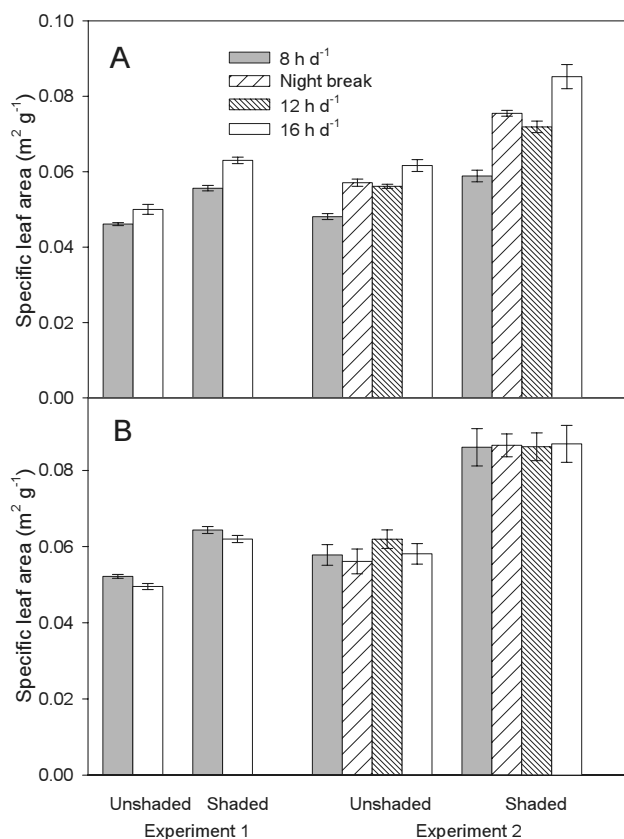 A
8 h d⁻¹
Night break
12 h d⁻¹
16 h d⁻¹
Specific leaf area (m² g⁻¹)
0.10
0.08
0.06
0.04
0.02
0.00
B
Specific leaf area (m² g⁻¹)
0.08
0.06
0.04
0.02
0.00
Unshaded Shaded Unshaded Shaded
Experiment 1 Experiment 2